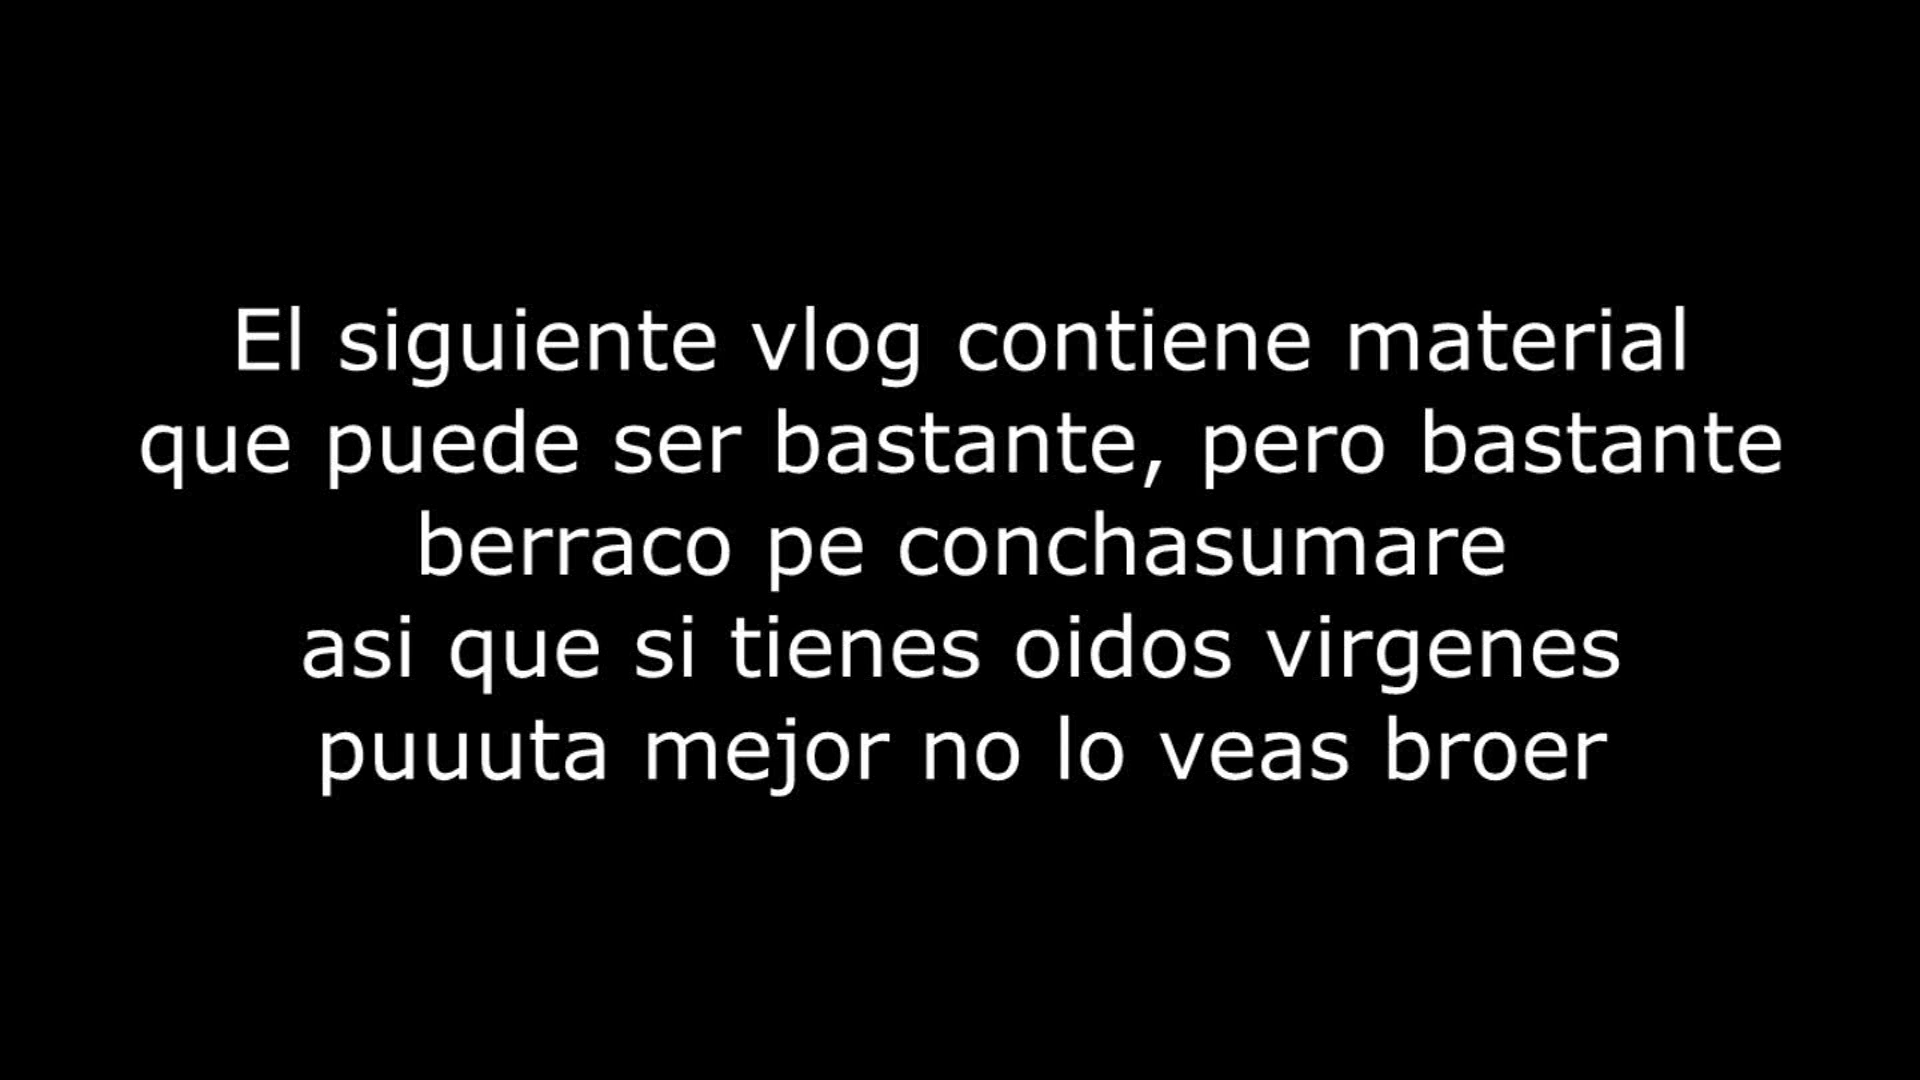 El siguiente vlog contiene material
que puede ser bastante, pero bastante
berraco pe conchasumare
asi que si tienes oidos virgenes
puuuta mejor no lo veas broer